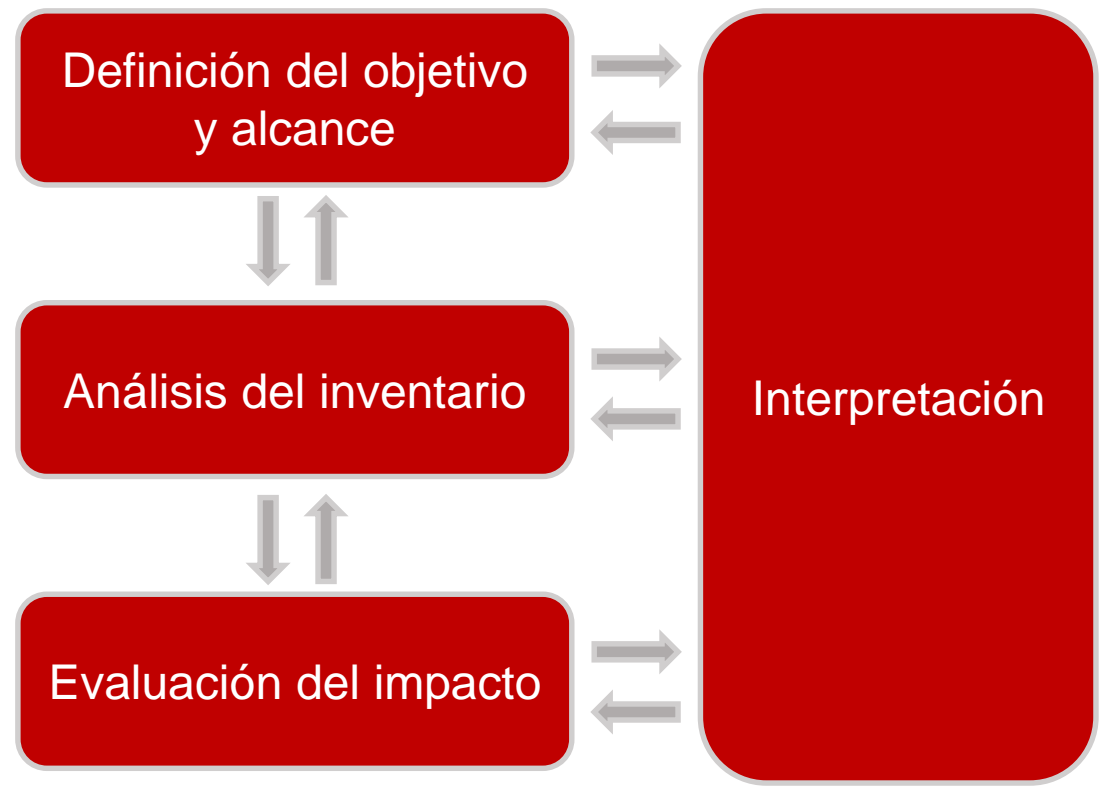 Definición del objetivo
y alcance
Análisis del inventario
Interpretación
Evaluación del impacto